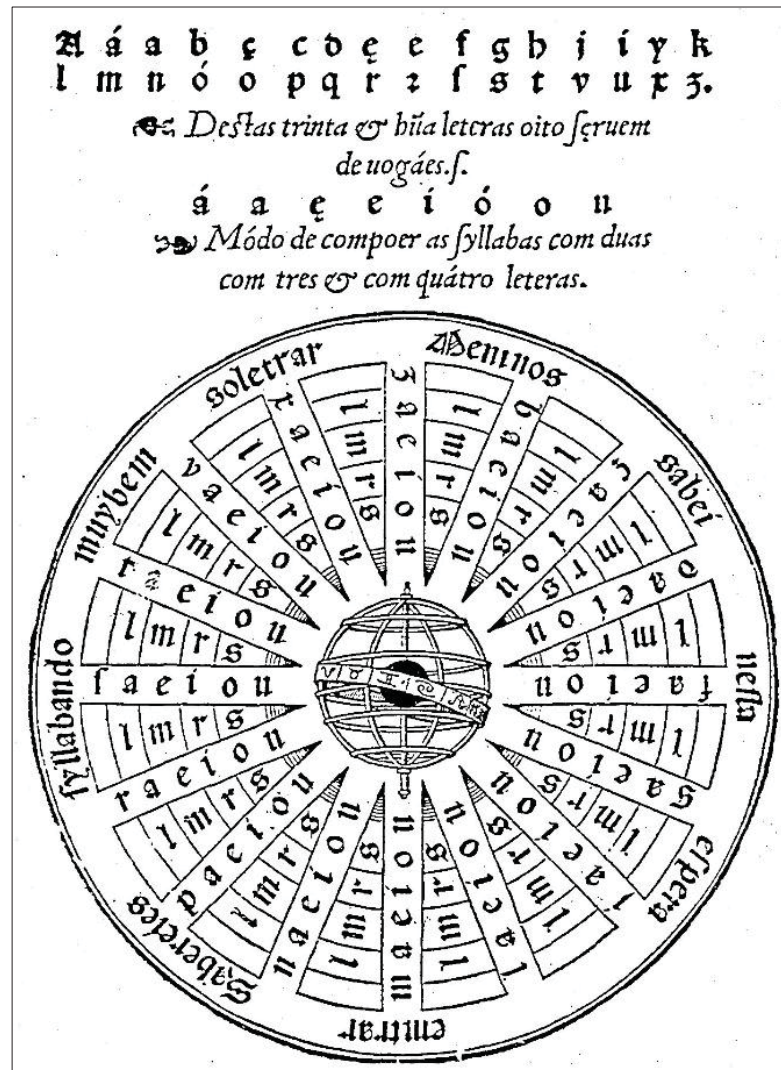 A á a b ç c d ę e f g h j í y k
l m n ó o p q r ꝛ ſ s t v u x z.
Deſtas trinta & hũa leteras oito ſęruem
de uogáes.ſ.
á a ę e í ó o u
Módo de compoer as ſyllabas com duas
com tres & com quátro leteras.
Meninos
sabei
neſta
eſpera
entrar
Sabereies
ſyllabando
muybem
soletrar
z a e i o u
l m r s
b a e i o u
l m r s
c a e i o u
l m r s
d a e i o u
l m r s
f a e i o u
l m r s
g a e i o u
l m r s
i a e i o u
l m r s
l a e i o u
l m r s
m a e i o u
l m r s
n a e i o u
l m r s
p a e i o u
l m r s
r a e i o u
l m r s
ſ a e i o u
l m r s
t a e i o u
l m r s
v a e i o u
l m r s
x a e i o u
l m r s